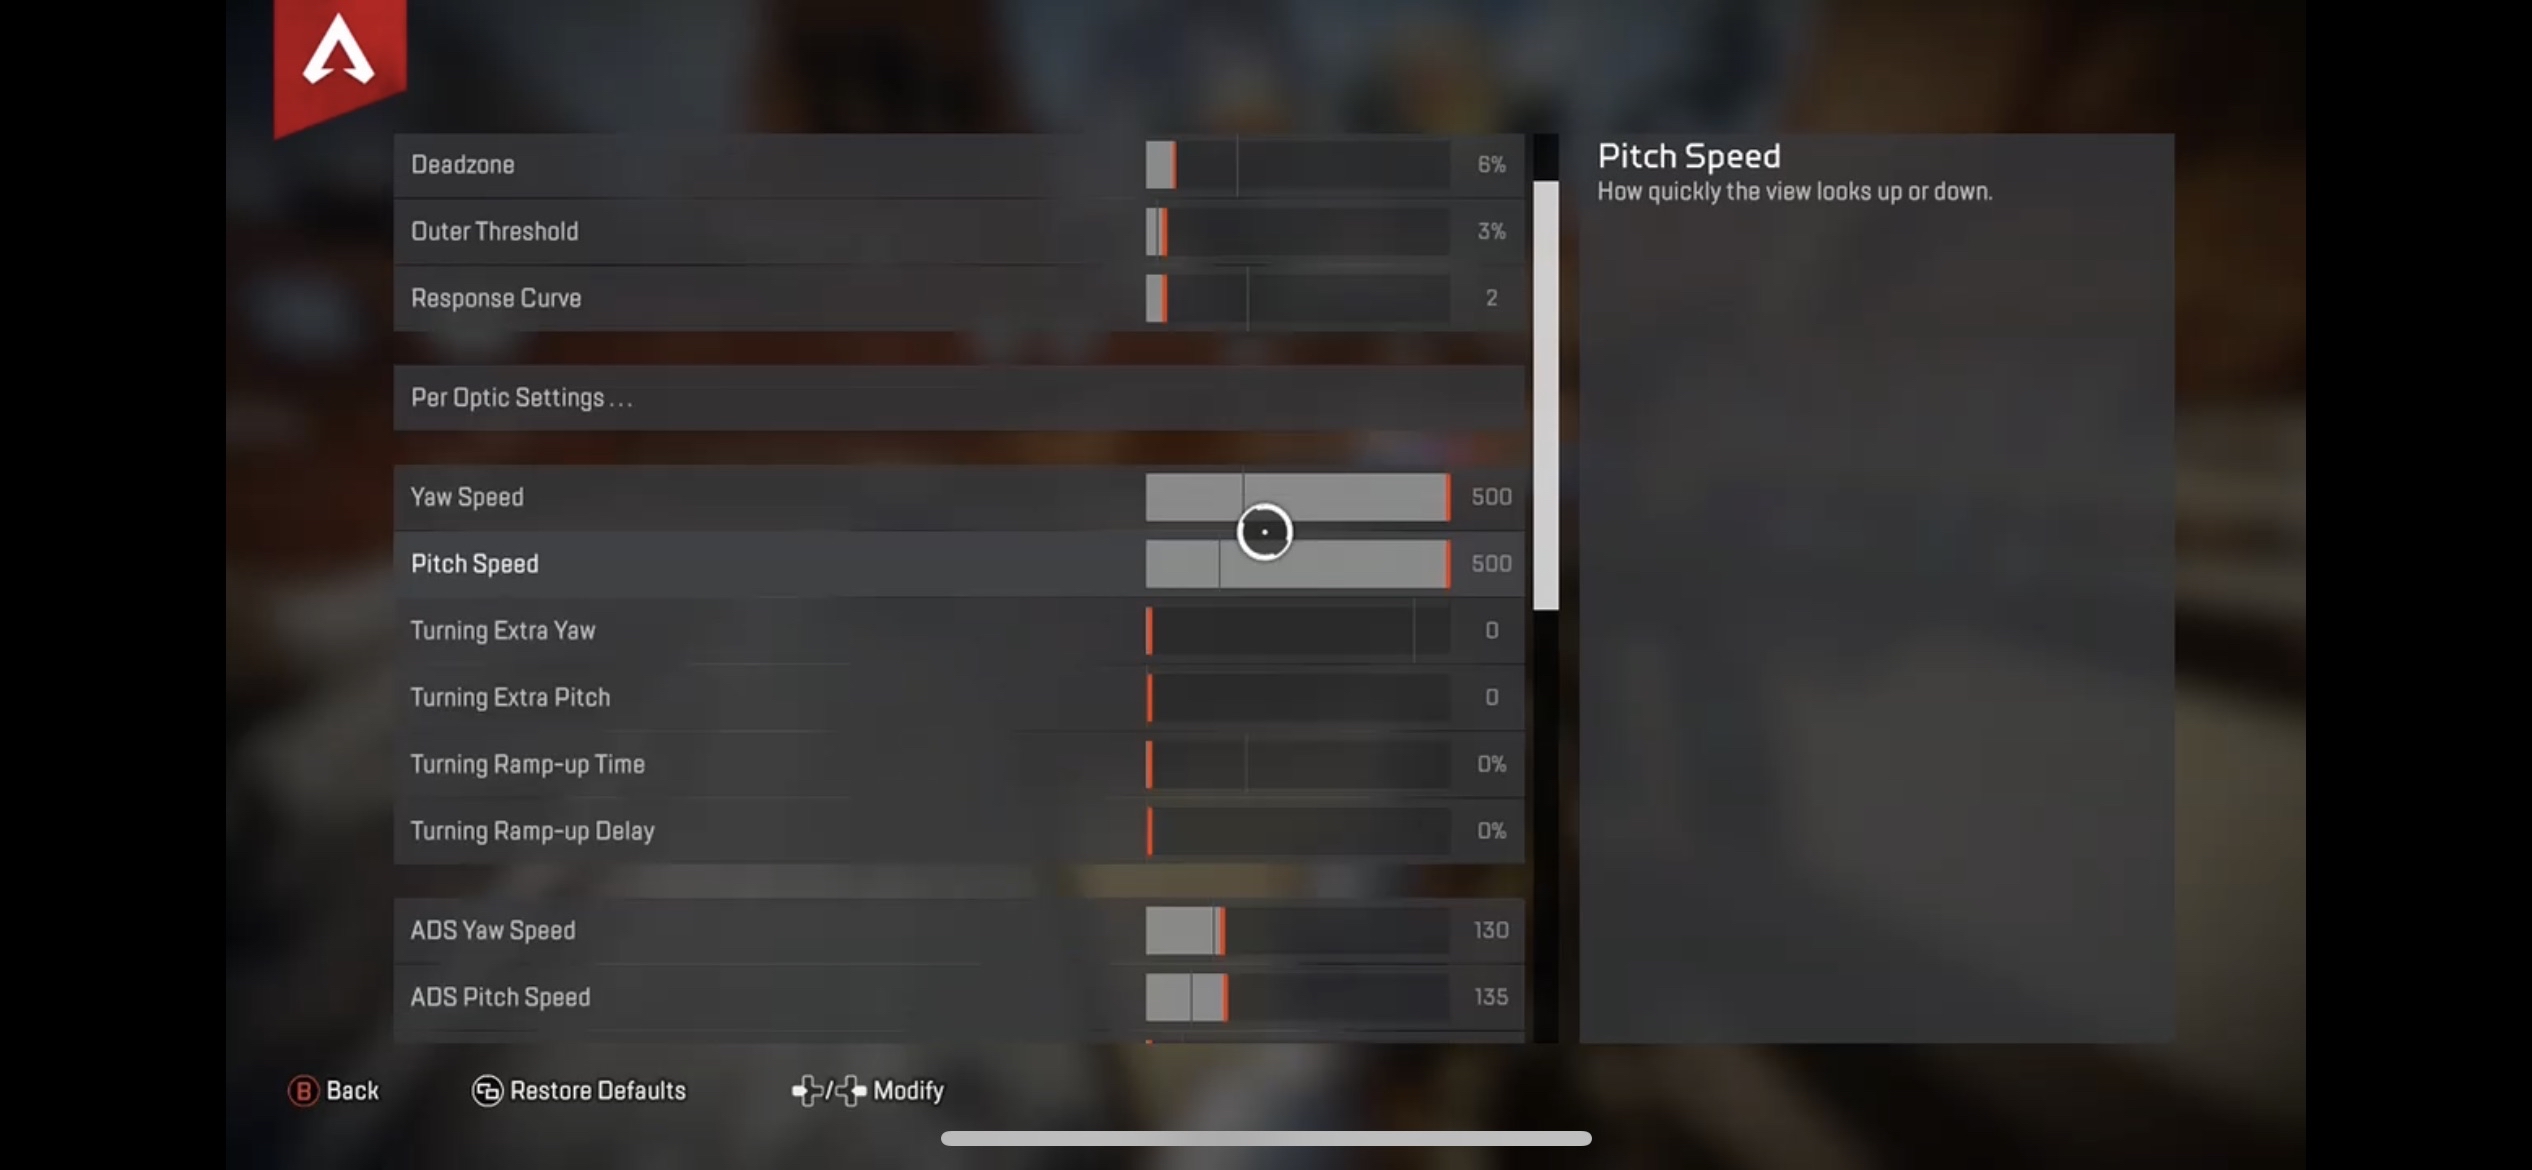 Deadzone 6%
Outer Threshold 3%
Response Curve 2
Per Optic Settings...
Yaw Speed 500
Pitch Speed 500
Turning Extra Yaw 0
Turning Extra Pitch 0
Turning Ramp-up Time 0%
Turning Ramp-up Delay 0%
ADS Yaw Speed 130
ADS Pitch Speed 135
Pitch Speed
How quickly the view looks up or down.
B Back
Restore Defaults
/ Modify